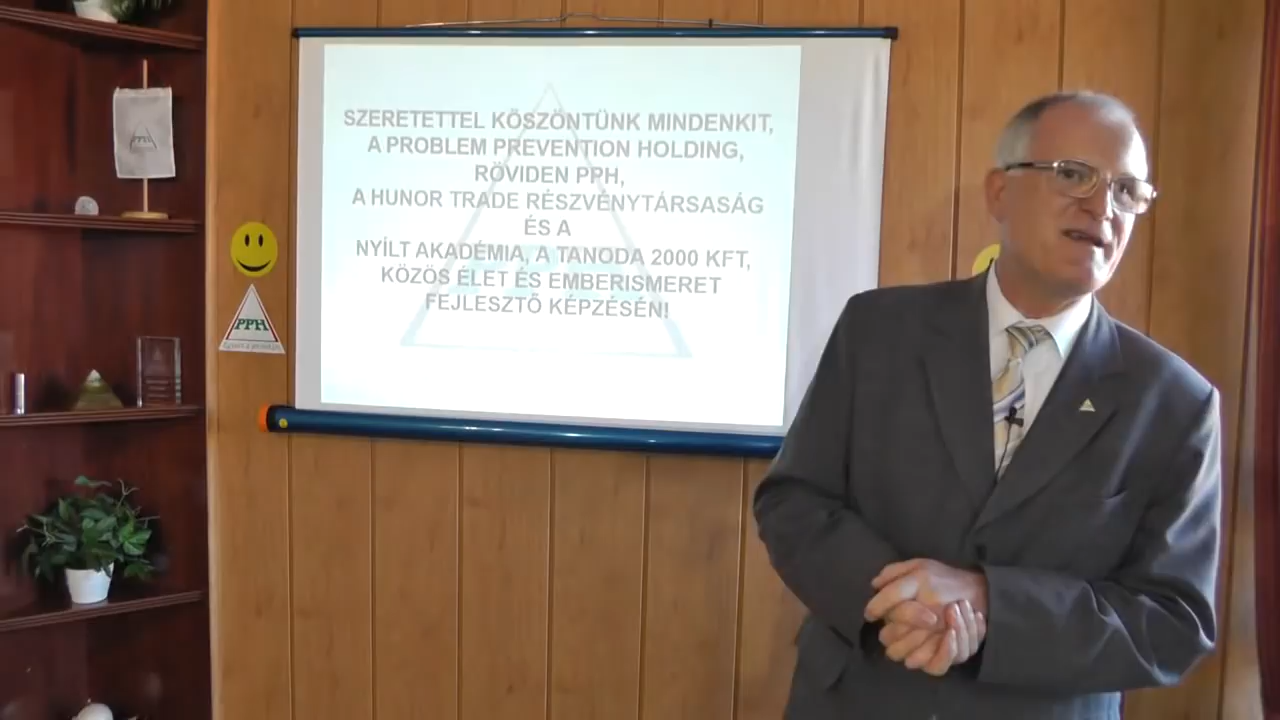 SZERETETTEL KÖSZÖNTÜNK MINDENKIT,
A PROBLEM PREVENTION HOLDING,
RÖVIDEN PPH,
A HUNOR TRADE RÉSZVÉNYTÁRSASÁG
ÉS A
NYÍLT AKADÉMIA, A TANODA 2000 KFT,
KÖZÖS ÉLET ÉS EMBERISMERET
FEJLESZTŐ KÉPZÉSÉN!
PPH
PPH